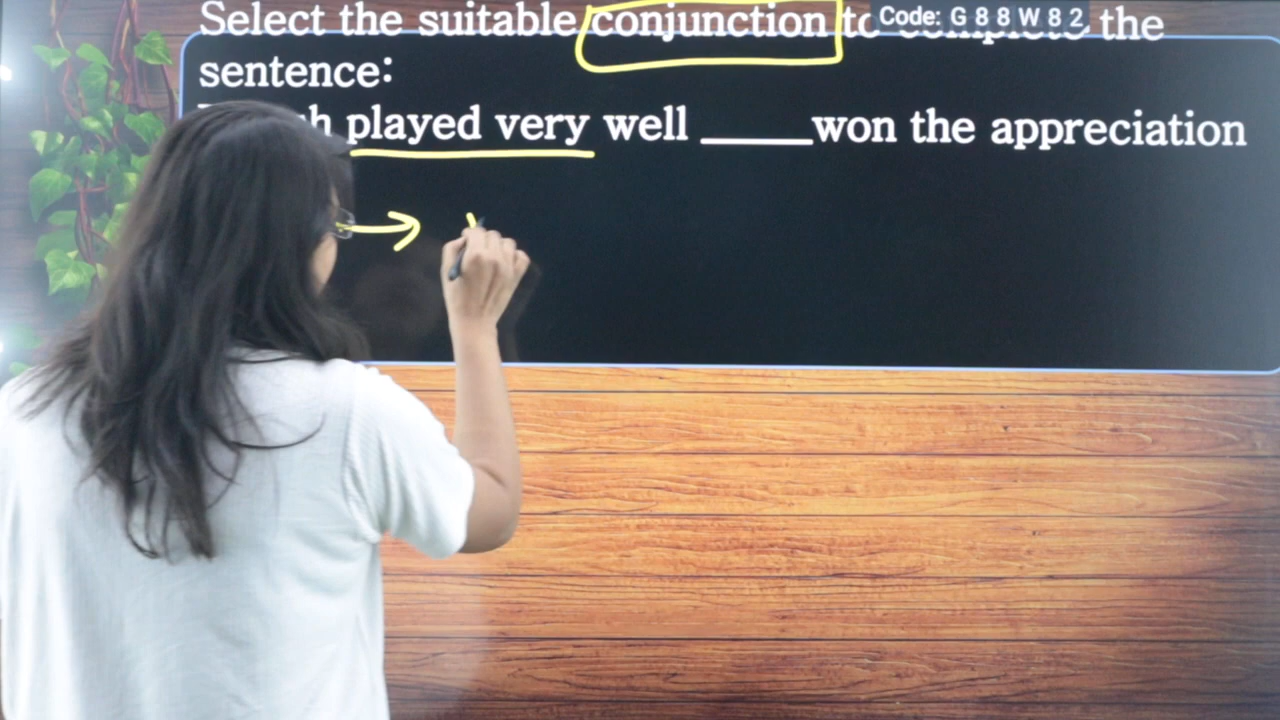 Select the suitable conjunction to complete the
Code: G 8 8 W 8 2
sentence:
played very well _____won the appreciation